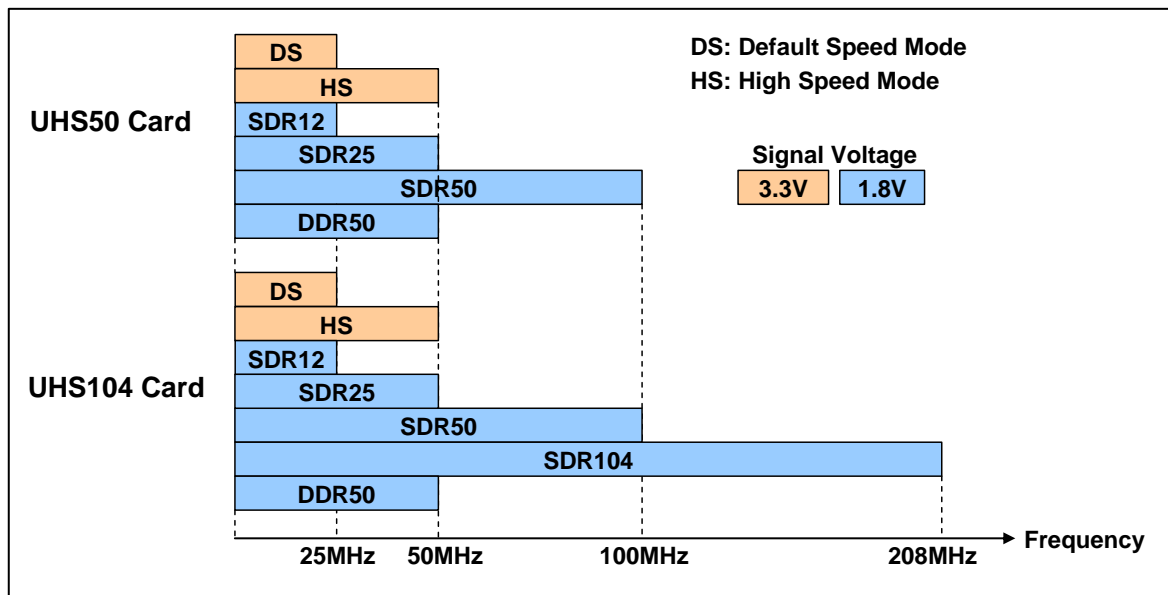 DS
DS: Default Speed Mode
HS
HS: High Speed Mode
UHS50 Card
SDR12
SDR25
Signal Voltage
SDR50
3.3V 1.8V
DDR50
DS
HS
SDR12
UHS104 Card
SDR25
SDR50
SDR104
DDR50
25MHz 50MHz 100MHz 208MHz
Frequency